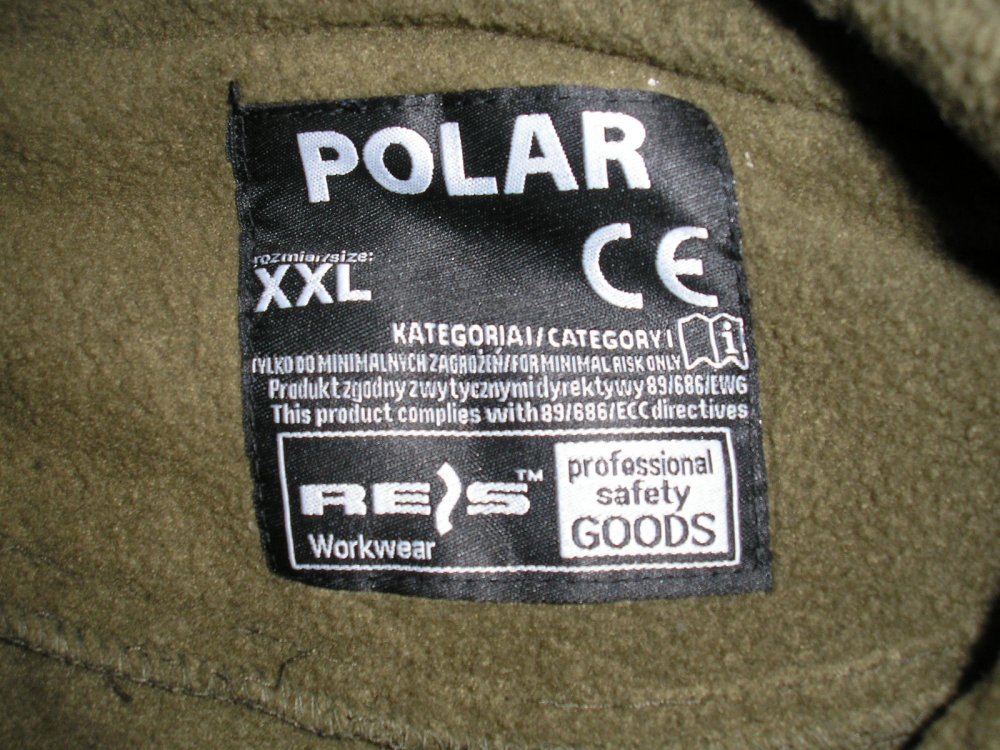 POLAR
CE
rozmiar/size:
XXL
KATEGORIA I / CATEGORY I
i
TYLKO DO MINIMALNYCH ZAGROŻEŃ/FOR MINIMAL RISK ONLY
Produkt zgodny z wytycznymi dyrektywy 89/686/EWG
This product complies with 89/686/ECC directives
REIS™
Workwear
professional
safety
GOODS